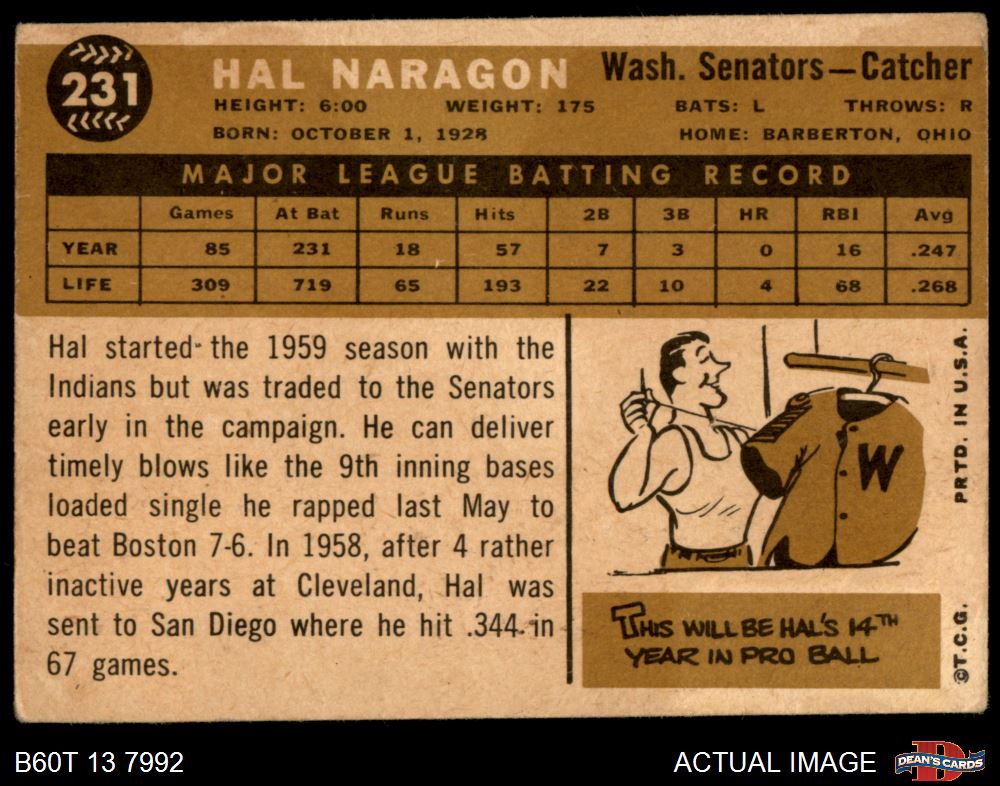 231
HAL NARAGON Wash. Senators—Catcher
HEIGHT: 6:00 WEIGHT: 175 BATS: L THROWS: R
BORN: OCTOBER 1, 1928 HOME: BARBERTON, OHIO
MAJOR LEAGUE BATTING RECORD
Games At Bat Runs Hits 2B 3B HR RBI Avg
YEAR 85 231 18 57 7 3 0 16 .247
LIFE 309 719 65 193 22 10 4 68 .268
Hal started the 1959 season with the
Indians but was traded to the Senators
early in the campaign. He can deliver
timely blows like the 9th inning bases
loaded single he rapped last May to
beat Boston 7-6. In 1958, after 4 rather
inactive years at Cleveland, Hal was
sent to San Diego where he hit .344 in
67 games.
W
THIS WILL BE HAL'S 14TH
YEAR IN PRO BALL
©T.C.G. PRTD. IN U.S.A.
B60T 13 7992 ACTUAL IMAGE
D
DEAN'S CARDS